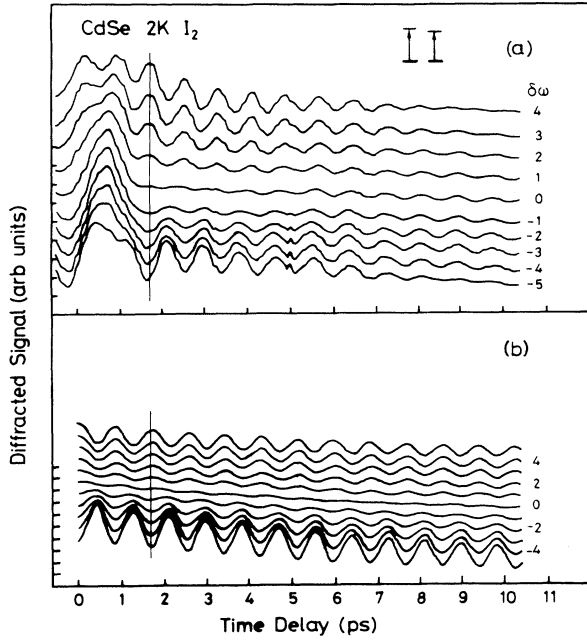 CdSe 2K I2
(a)
δω
4
3
2
1
0
-1
-2
-3
-4
-5
Diffracted Signal (arb units)
(b)
4
2
0
-2
-4
0 1 2 3 4 5 6 7 8 9 10 11
Time Delay (ps)